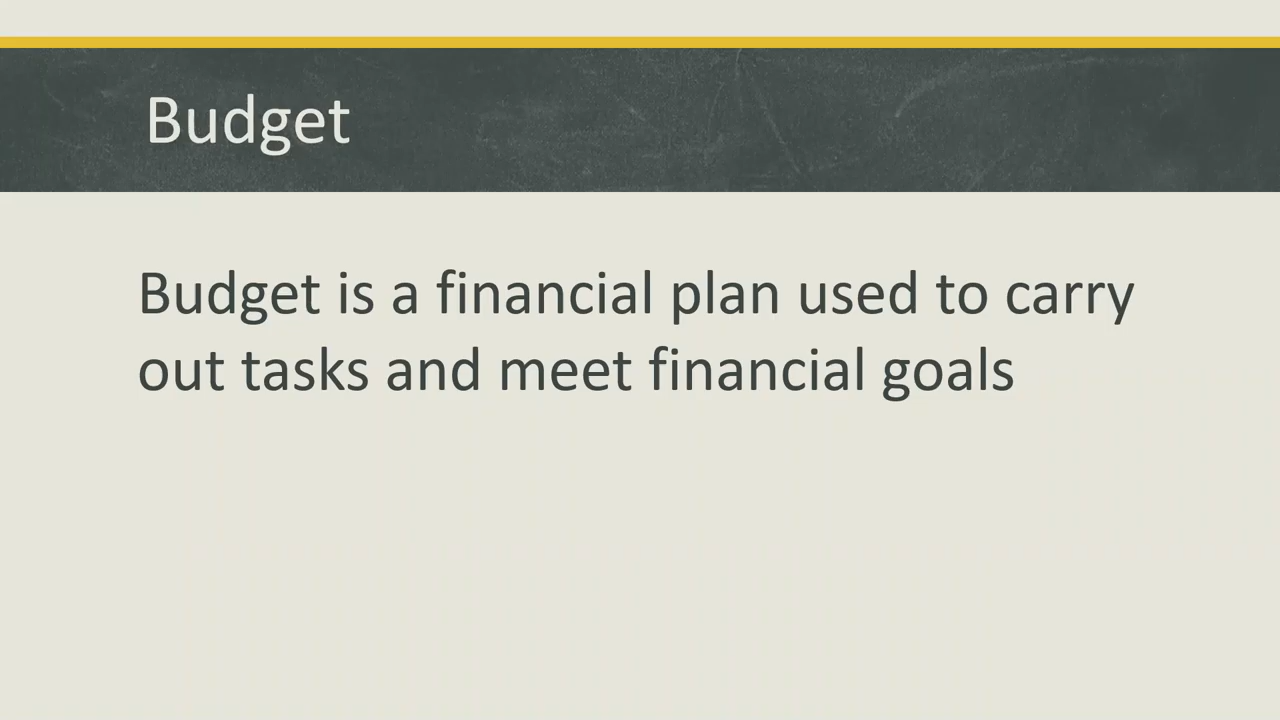 Budget
Budget is a financial plan used to carry
out tasks and meet financial goals